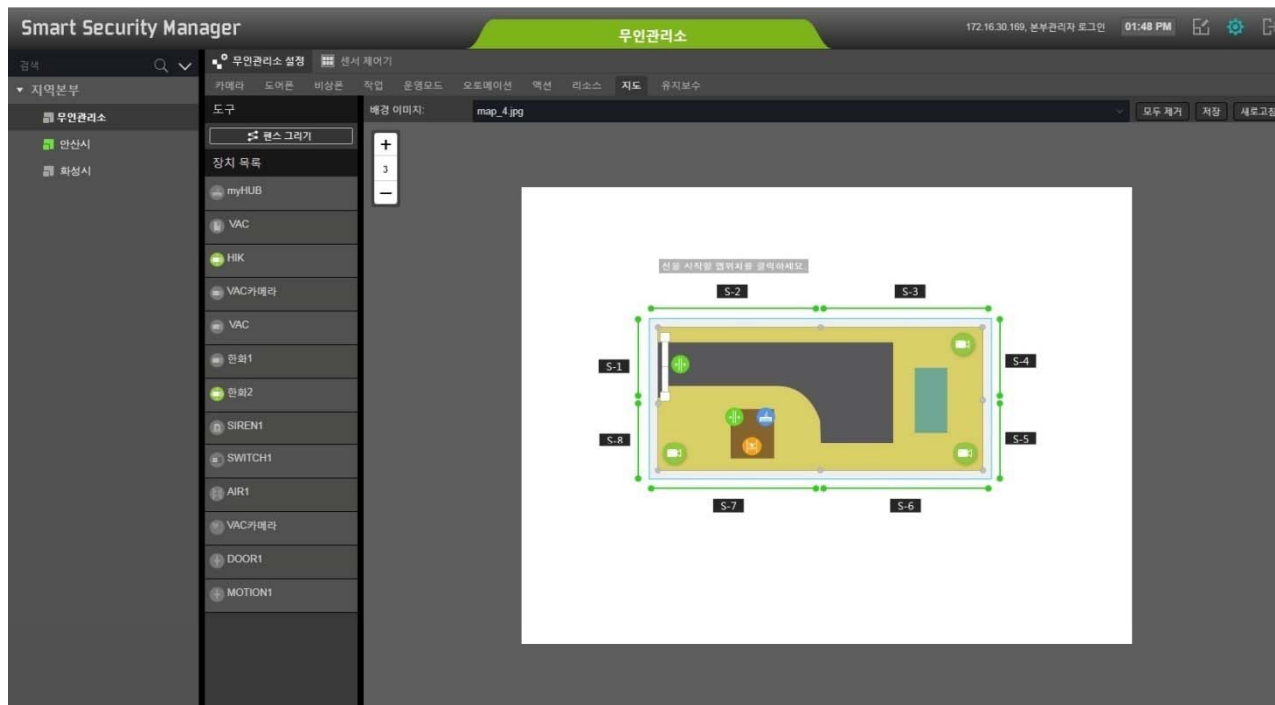 Smart Security Manager
무인관리소
172.16.30.169, 본부관리자 로그인
01:48 PM
검색
무인관리소 설정
센서 제어기
지역본부
무인관리소
안산시
화성시
카메라 도어폰 비상폰 작업 운영모드 오토메이션 액션 리소스 지도 유지보수
도구
펜스 그리기
장치 목록
myHUB
VAC
HIK
VAC카메라
VAC
한화1
한화2
SIREN1
SWITCH1
AIR1
VAC카메라
DOOR1
MOTION1
배경 이미지:
map_4.jpg
모두 제거
저장
새로고침
+
3
−
선을 시작할 맵위치를 클릭하세요.
S-2
S-3
S-1
S-4
S-8
S-5
S-7
S-6